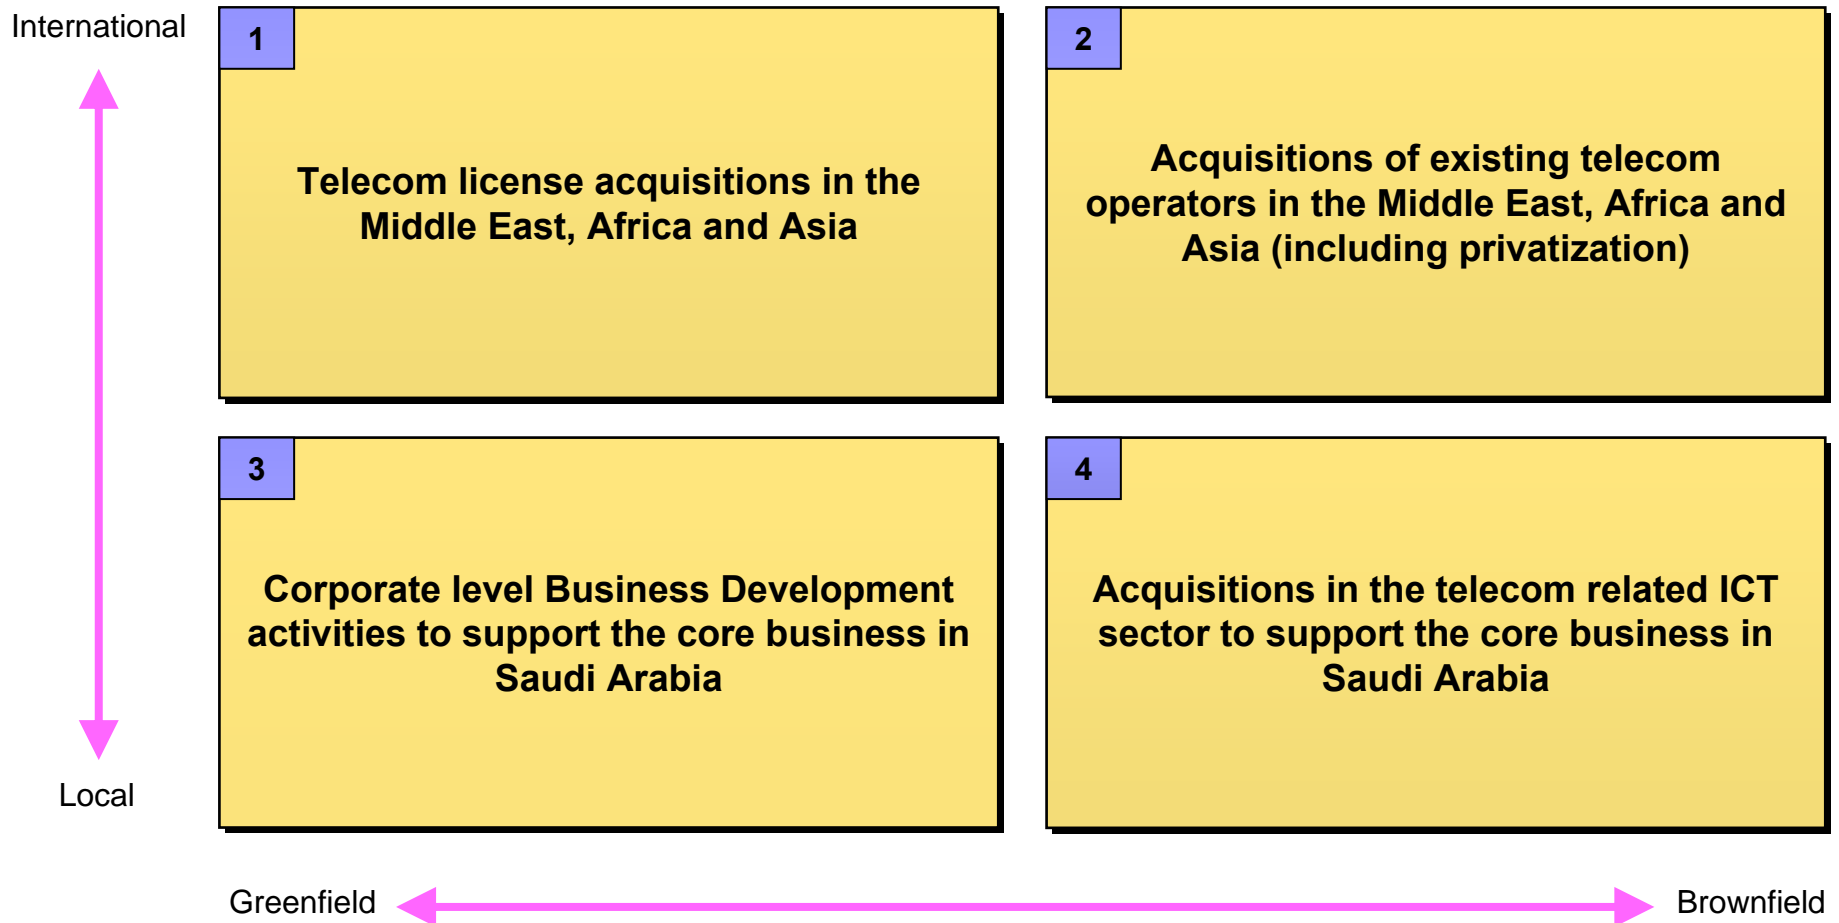 International
1
Telecom license acquisitions in the
Middle East, Africa and Asia
2
Acquisitions of existing telecom
operators in the Middle East, Africa and
Asia (including privatization)
3
Corporate level Business Development
activities to support the core business in
Saudi Arabia
4
Acquisitions in the telecom related ICT
sector to support the core business in
Saudi Arabia
Local
Greenfield
Brownfield